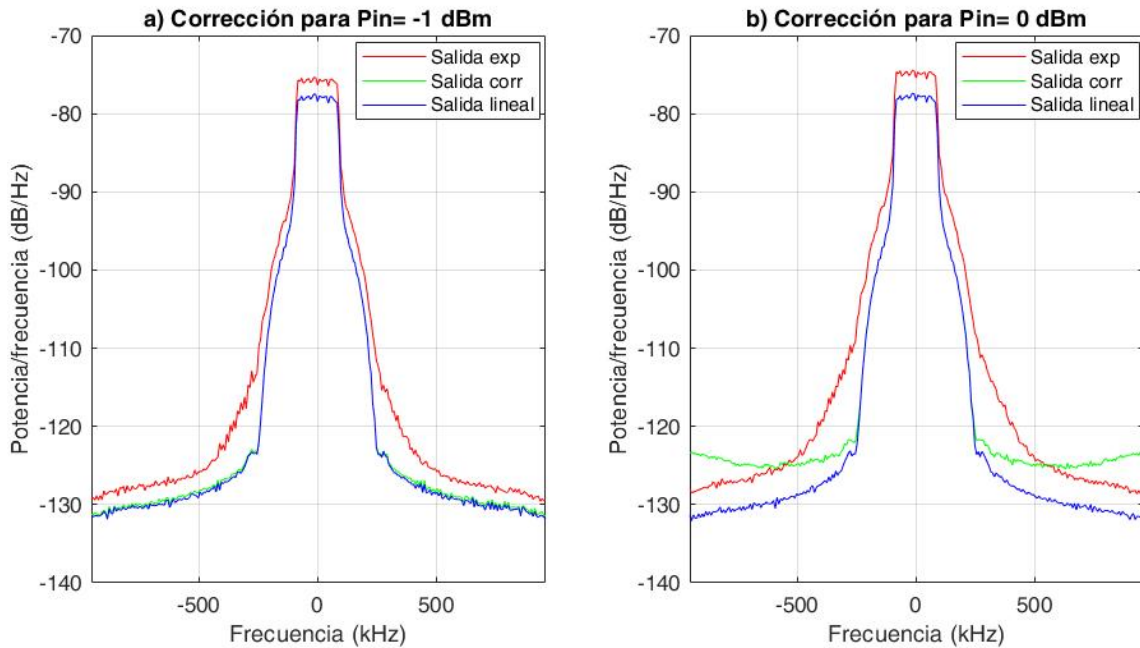 a) Corrección para Pin= -1 dBm
-70
-80
-90
-100
-110
-120
-130
-140
Potencia/frecuencia (dB/Hz)
Salida exp
Salida corr
Salida lineal
-500
0
500
Frecuencia (kHz)
b) Corrección para Pin= 0 dBm
-70
-80
-90
-100
-110
-120
-130
-140
Potencia/frecuencia (dB/Hz)
Salida exp
Salida corr
Salida lineal
-500
0
500
Frecuencia (kHz)